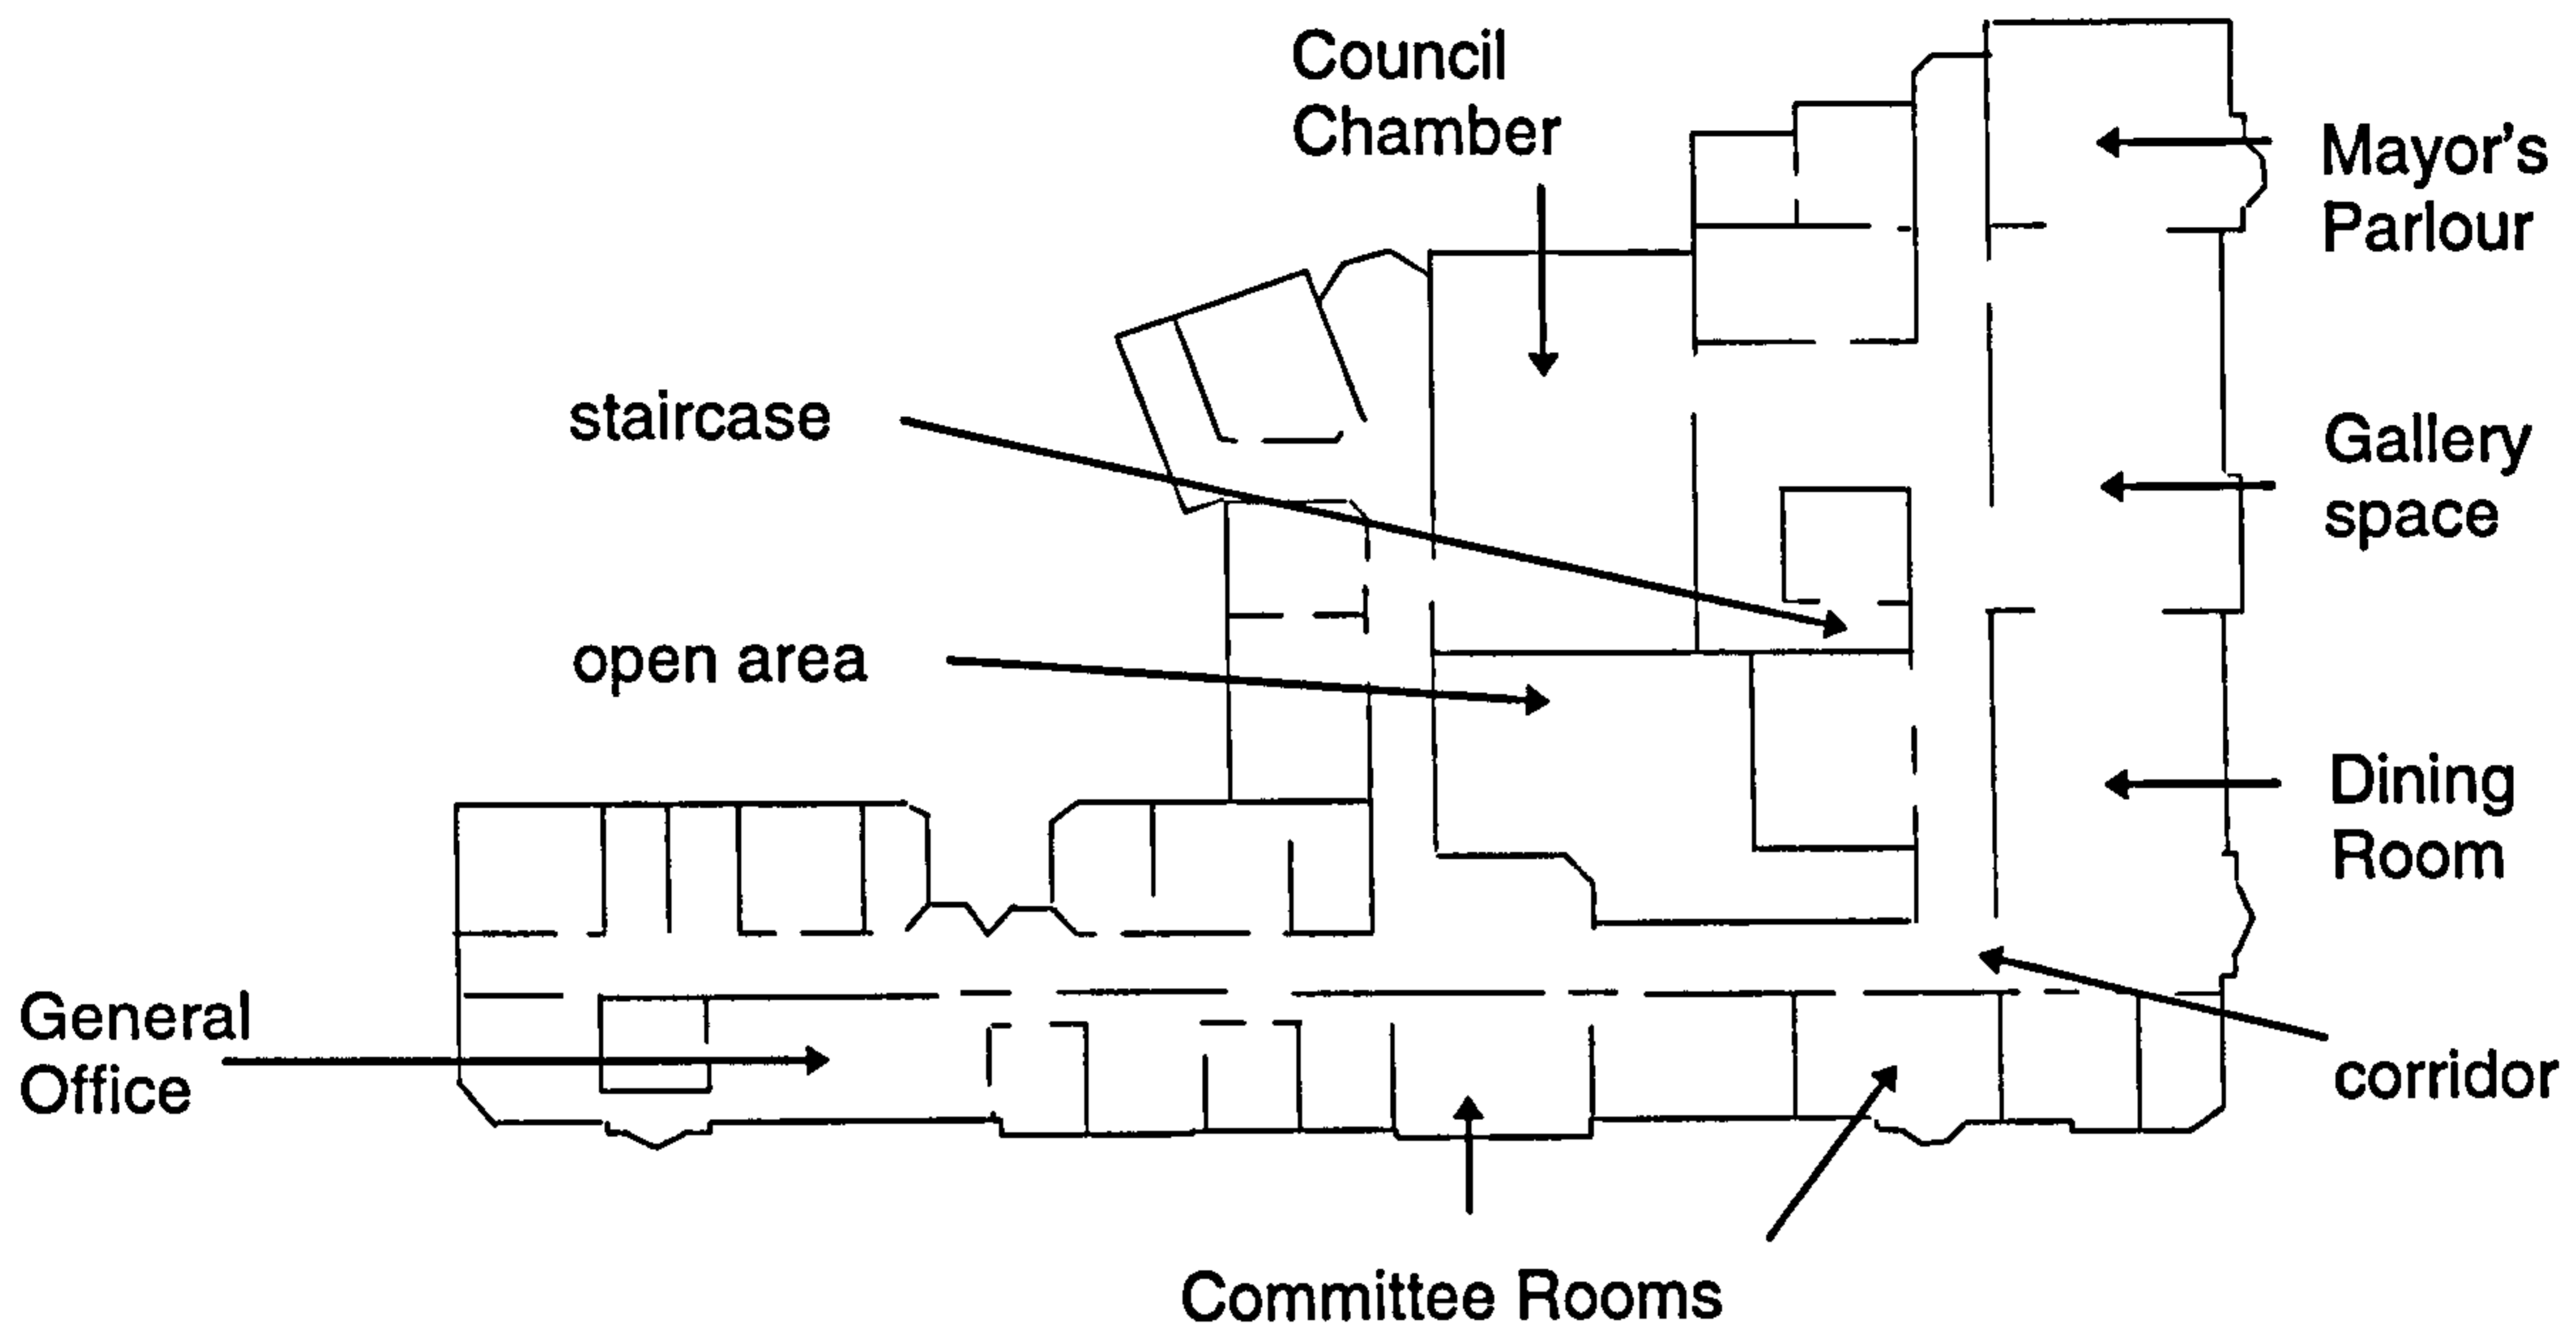 Council
Chamber
Mayor's
Parlour
staircase
Gallery
space
open area
Dining
Room
General
Office
corridor
Committee Rooms